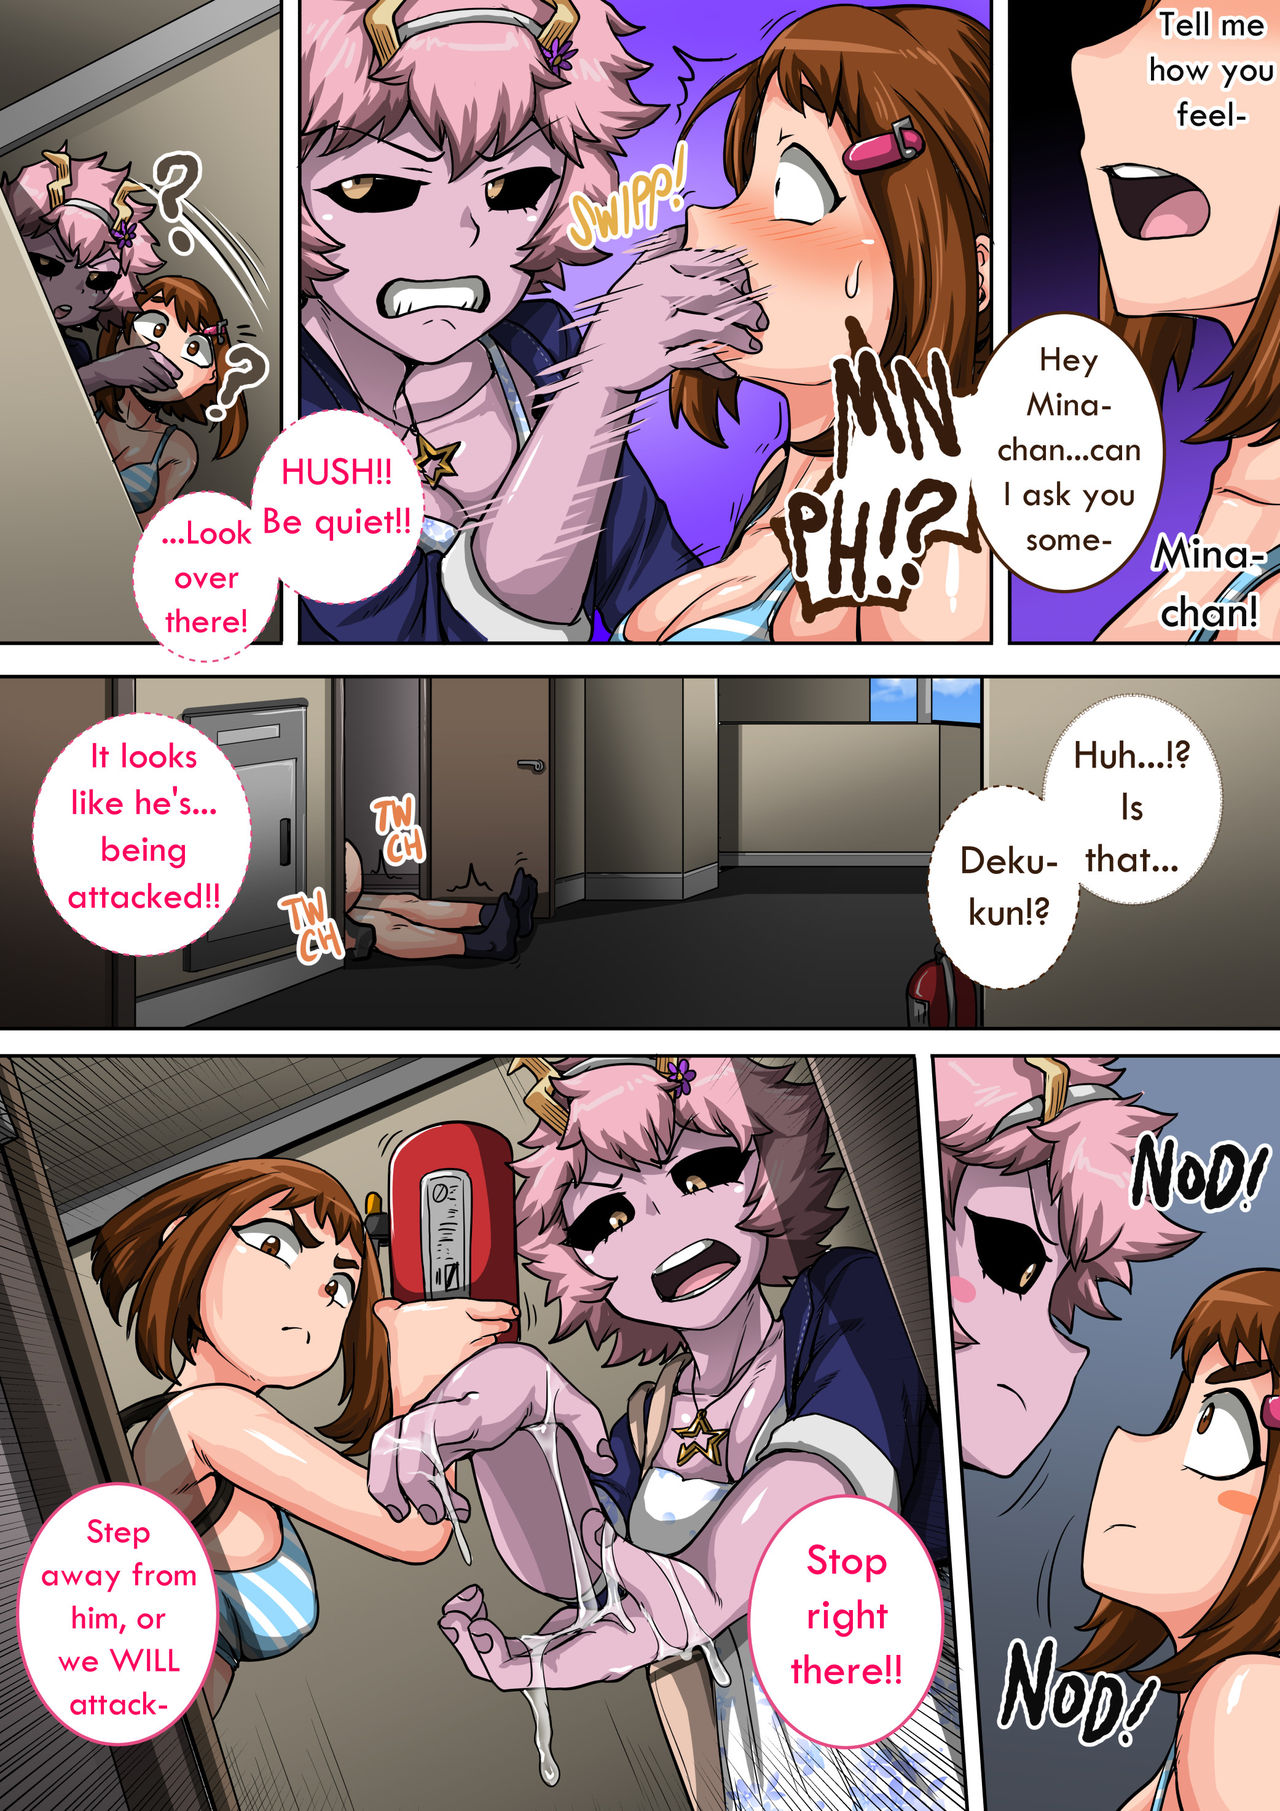 Tell me
how you
feel-
Hey
Mina-
chan...can
I ask you
some-
Mina-
chan!
SWIPP!
MN
PH!?
HUSH!!
Be quiet!!
?
?
...Look
over
there!
Huh...!?
Is
that...
Deku-
kun!?
TW
CH
TW
CH
It looks
like he's...
being
attacked!!
NOD!
NOD!
Stop
right
there!!
Step
away from
him, or
we WILL
attack-